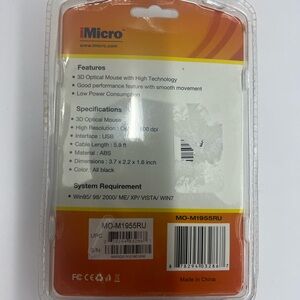 iMicro
www.imicro.com
Features
• 3D Optical Mouse with High Technology
• Good performance feature with smooth movement
• Low Power Consumption
Specifications
• 3D Optical Mouse
• High Resolution : 800 dpi
• Interface : USB
• Cable Length : 5.9 ft
• Material : ABS
• Dimensions : 3.7 x 2.2 x 1.6 inch
• Color : All black
System Requirement
• Win95/ 98/ 2000/ ME/ XP/ VISTA/ WIN7
MO-M1955RU
UPC
S/N
MO-M1955RU
Made in China